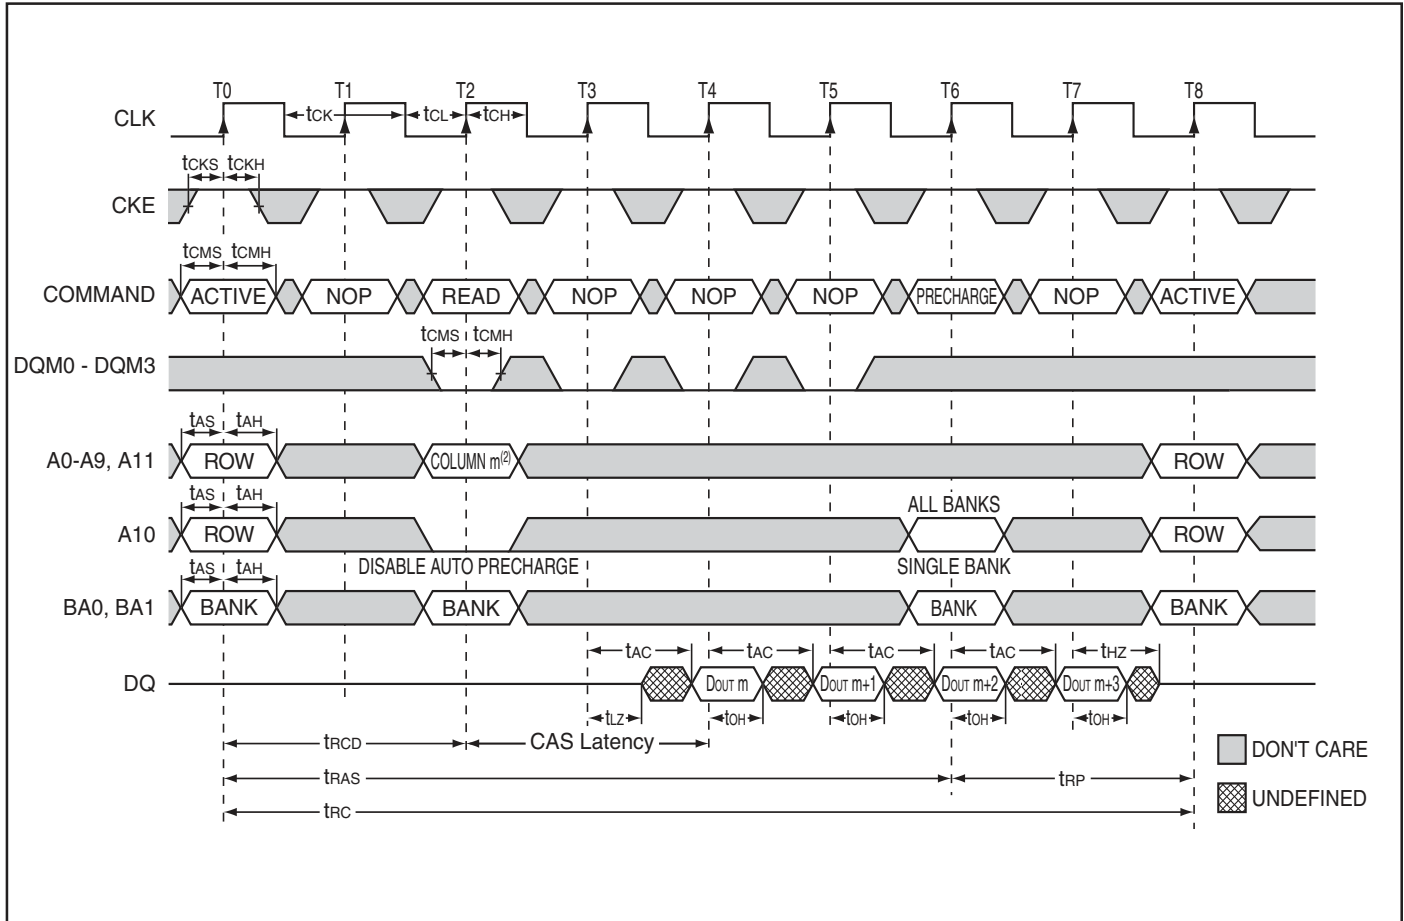 T0 T1 T2 T3 T4 T5 T6 T7 T8
CLK tCK tCL tCH
tCKS tCKH
CKE
tCMS tCMH
COMMAND ACTIVE NOP READ NOP NOP NOP PRECHARGE NOP ACTIVE
tCMS tCMH
DQM0 - DQM3
tAS tAH
A0-A9, A11 ROW COLUMN m(2) ROW
tAS tAH ALL BANKS
A10 ROW ROW
DISABLE AUTO PRECHARGE SINGLE BANK
tAS tAH
BA0, BA1 BANK BANK BANK BANK
tAC tAC tAC tAC tHZ
DQ DOUT m DOUT m+1 DOUT m+2 DOUT m+3
tLZ tOH tOH tOH tOH
tRCD CAS Latency
DON'T CARE
tRAS tRP
UNDEFINED
tRC